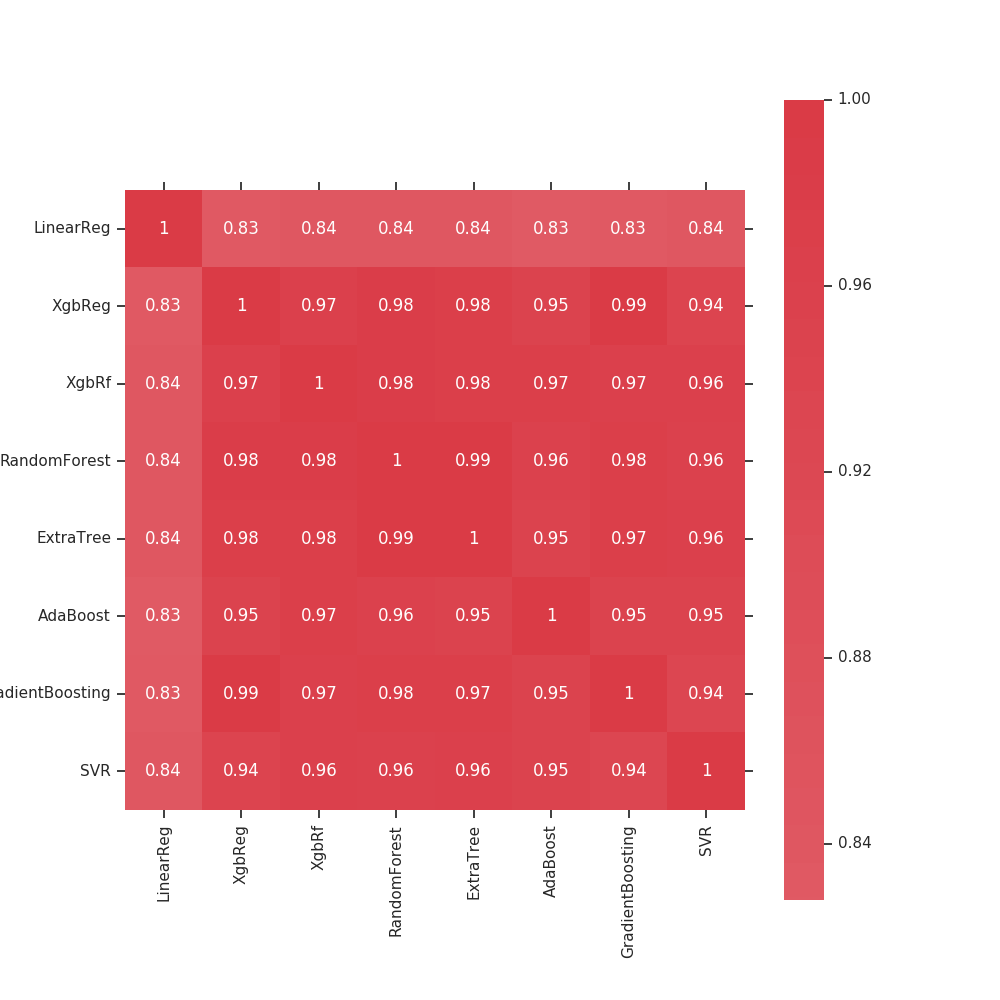 1.00
LinearReg 1 0.83 0.84 0.84 0.84 0.83 0.83 0.84
0.96
XgbReg 0.83 1 0.97 0.98 0.98 0.95 0.99 0.94
XgbRf 0.84 0.97 1 0.98 0.98 0.97 0.97 0.96
RandomForest 0.84 0.98 0.98 1 0.99 0.96 0.98 0.96
0.92
ExtraTree 0.84 0.98 0.98 0.99 1 0.95 0.97 0.96
AdaBoost 0.83 0.95 0.97 0.96 0.95 1 0.95 0.95
0.88
adientBoosting 0.83 0.99 0.97 0.98 0.97 0.95 1 0.94
SVR 0.84 0.94 0.96 0.96 0.96 0.95 0.94 1
0.84
LinearReg XgbReg XgbRf RandomForest ExtraTree AdaBoost GradientBoosting SVR